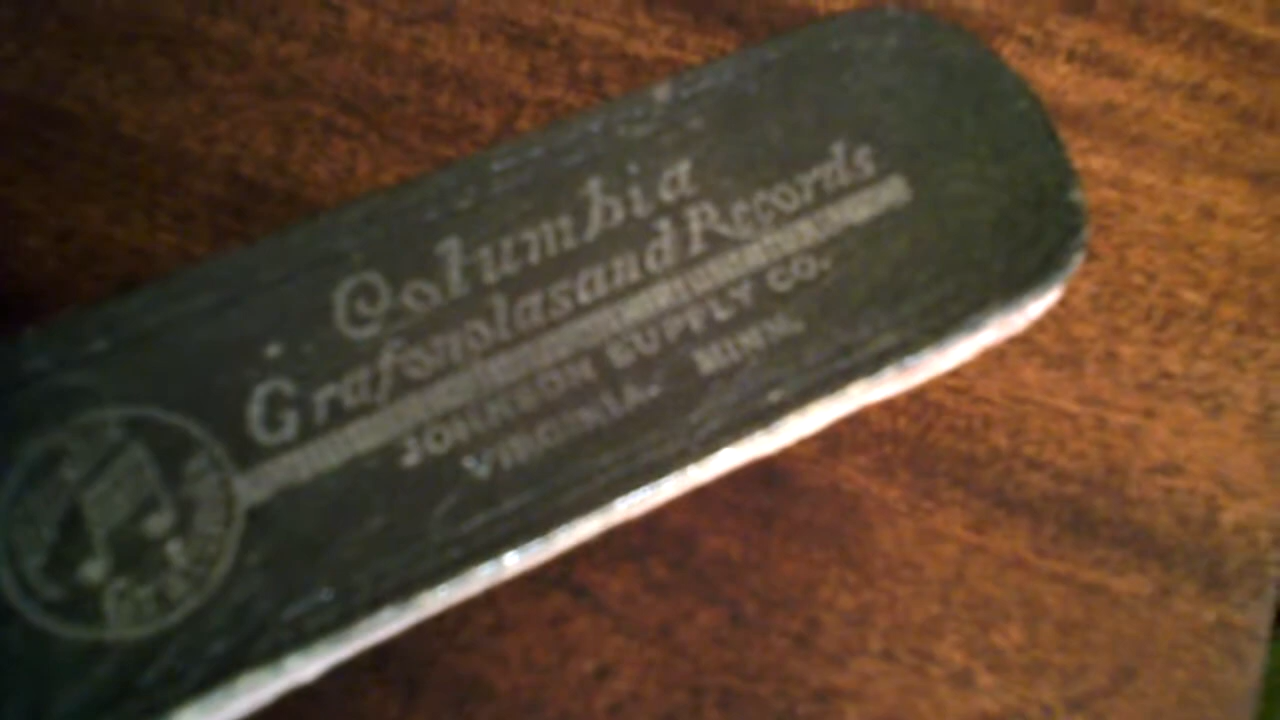 Columbia
Grafonolas and Records
JOHNSON SUPPLY CO.
VIRGINIA. MINN.